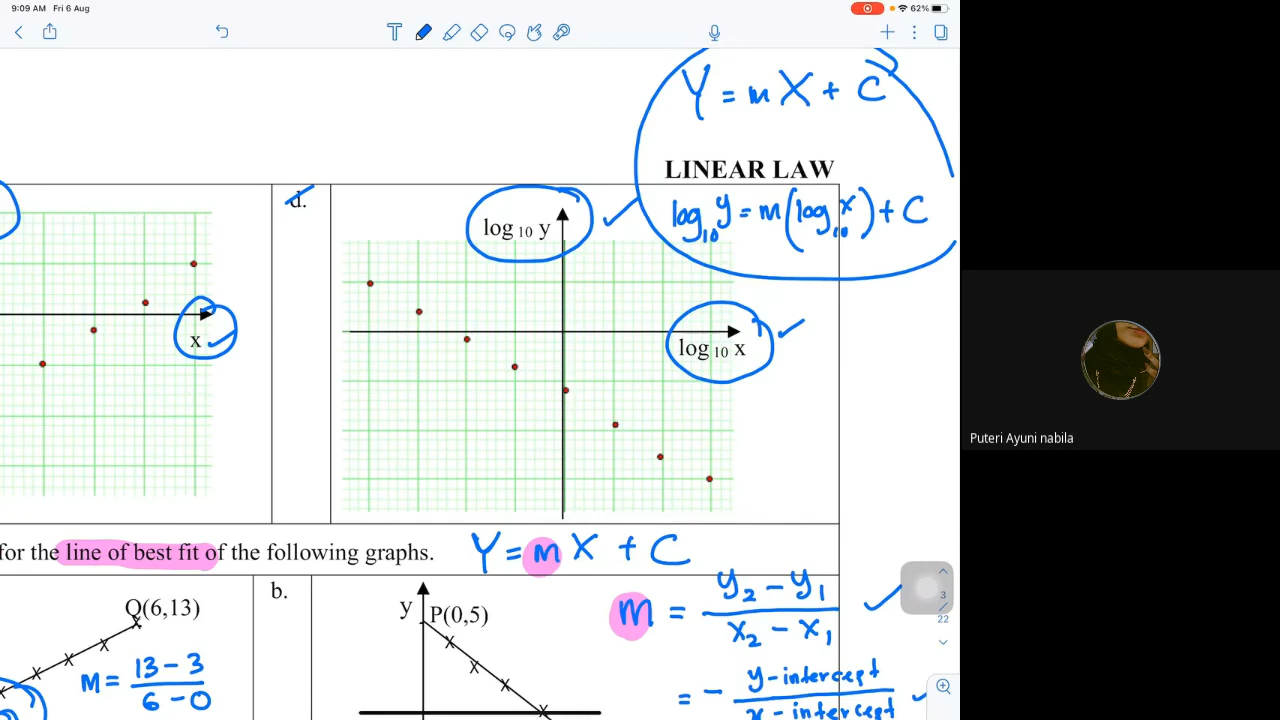 9:09 AM Fri 6 Aug
62%
Y = mX + C
LINEAR LAW
d.
log 10 y
log10 y = m(log10 x) + C
x
log 10 x
for the line of best fit of the following graphs.
Y = mX + C
b.
Q(6,13)
y
P(0,5)
m = y2 - y1 / x2 - x1
M = 13 - 3 / 6 - 0
= - y-intercept / x-intercept
3
/
22
Puteri Ayuni nabila